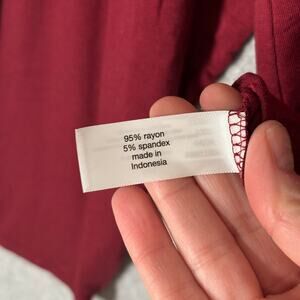 95% rayon
5% spandex
made in
Indonesia